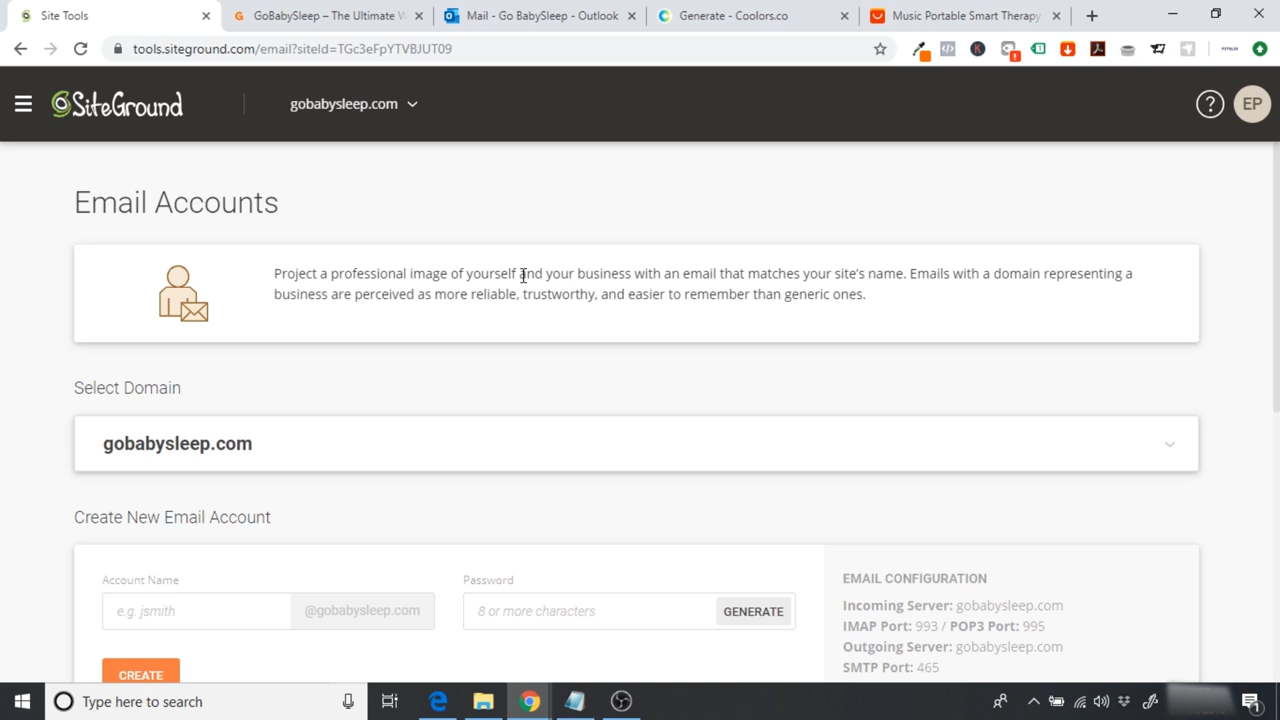 Site Tools
GoBabySleep – The Ultimate W
Mail - Go BabySleep - Outlook
Generate - Coolors.co
Music Portable Smart Therapy
tools.siteground.com/email?siteId=TGc3eFpYTVBJUT09
SiteGround
gobabysleep.com
EP
Email Accounts
Project a professional image of yourself and your business with an email that matches your site's name. Emails with a domain representing a
business are perceived as more reliable, trustworthy, and easier to remember than generic ones.
Select Domain
gobabysleep.com
Create New Email Account
Account Name
Password
e.g. jsmith
@gobabysleep.com
8 or more characters
GENERATE
CREATE
EMAIL CONFIGURATION
Incoming Server: gobabysleep.com
IMAP Port: 993 / POP3 Port: 995
Outgoing Server: gobabysleep.com
SMTP Port: 465
Type here to search